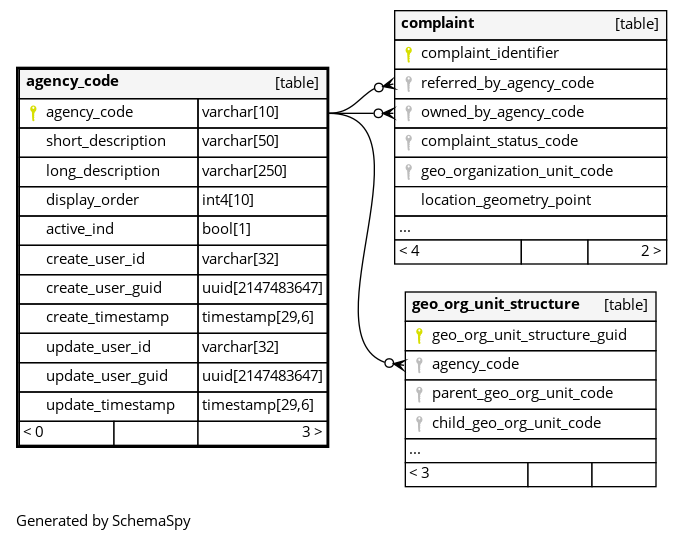 agency_code [table]
agency_code varchar[10]
short_description varchar[50]
long_description varchar[250]
display_order int4[10]
active_ind bool[1]
create_user_id varchar[32]
create_user_guid uuid[2147483647]
create_timestamp timestamp[29,6]
update_user_id varchar[32]
update_user_guid uuid[2147483647]
update_timestamp timestamp[29,6]
< 0 3 >
complaint [table]
complaint_identifier
referred_by_agency_code
owned_by_agency_code
complaint_status_code
geo_organization_unit_code
location_geometry_point
...
< 4 2 >
geo_org_unit_structure [table]
geo_org_unit_structure_guid
agency_code
parent_geo_org_unit_code
child_geo_org_unit_code
...
< 3
Generated by SchemaSpy